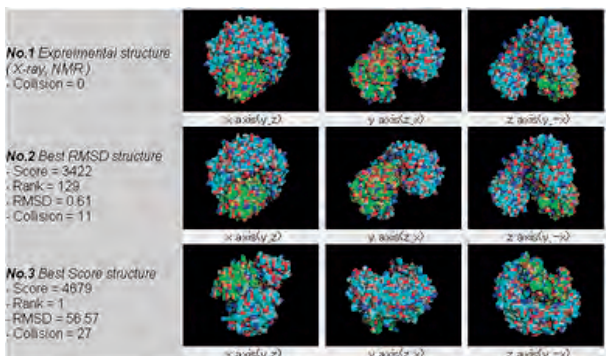 No.1 Expreimental structure
(X-ray, NMR)
- Collision = 0
x axis(y,z)
y axis(z,x)
z axis(y,-x)
No.2 Best RMSD structure
- Score = 3422
- Rank = 129
- RMSD = 0.61
- Collision = 11
x axis(y,z)
y axis(z,x)
z axis(y,-x)
No.3 Best Score structure
- Score = 4679
- Rank = 1
- RMSD = 56.57
- Collision = 27
x axis(y,z)
y axis(z,x)
z axis(y,-x)